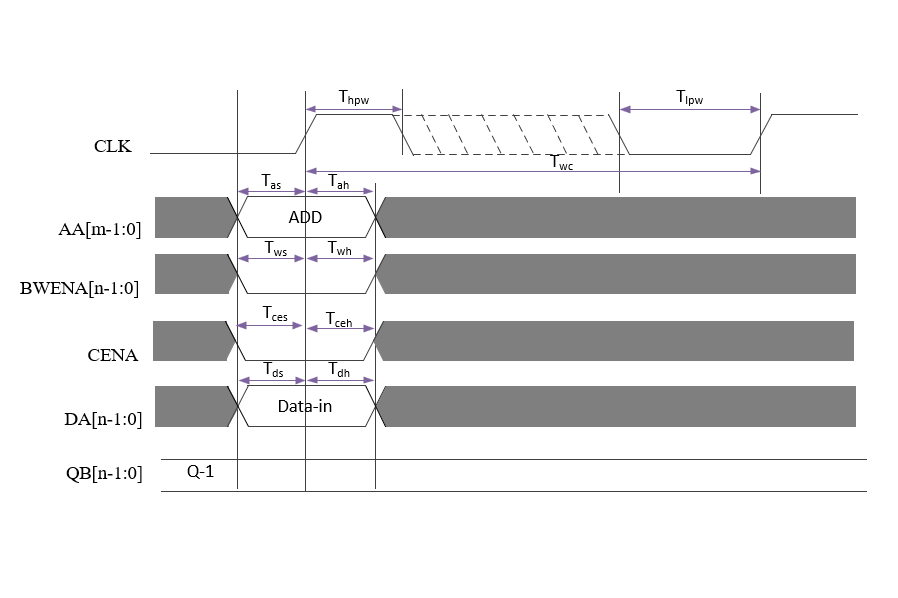 Thpw
Tlpw
CLK
Twc
Tas
Tah
AA[m-1:0]
ADD
Tws
Twh
BWENA[n-1:0]
Tces
Tceh
CENA
Tds
Tdh
DA[n-1:0]
Data-in
QB[n-1:0]
Q-1